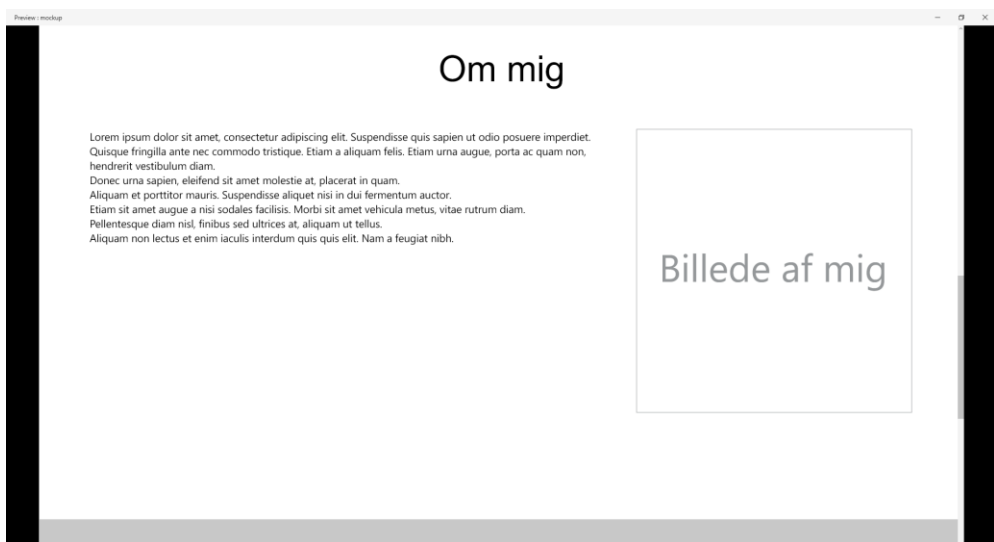 Preview : mockup
Om mig
Lorem ipsum dolor sit amet, consectetur adipiscing elit. Suspendisse quis sapien ut odio posuere imperdiet.
Quisque fringilla ante nec commodo tristique. Etiam a aliquam felis. Etiam urna augue, porta ac quam non,
hendrerit vestibulum diam.
Donec urna sapien, eleifend sit amet molestie at, placerat in quam.
Aliquam et porttitor mauris. Suspendisse aliquet nisi in dui fermentum auctor.
Etiam sit amet augue a nisi sodales facilisis. Morbi sit amet vehicula metus, vitae rutrum diam.
Pellentesque diam nisl, finibus sed ultrices at, aliquam ut tellus.
Aliquam non lectus et enim iaculis interdum quis quis elit. Nam a feugiat nibh.
Billede af mig